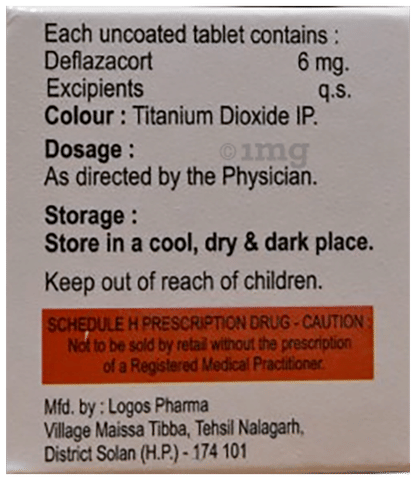 Each uncoated tablet contains :
Deflazacort 6 mg.
Excipients q.s.
Colour : Titanium Dioxide IP.
Dosage :
©1mg
As directed by the Physician.
Storage :
Store in a cool, dry & dark place.
Keep out of reach of children.
SCHEDULE H PRESCRIPTION DRUG - CAUTION :
Not to be sold by retail without the prescription
of a Registered Medical Practitioner.
Mfd. by : Logos Pharma
Village Maissa Tibba, Tehsil Nalagarh,
District Solan (H.P.) - 174 101